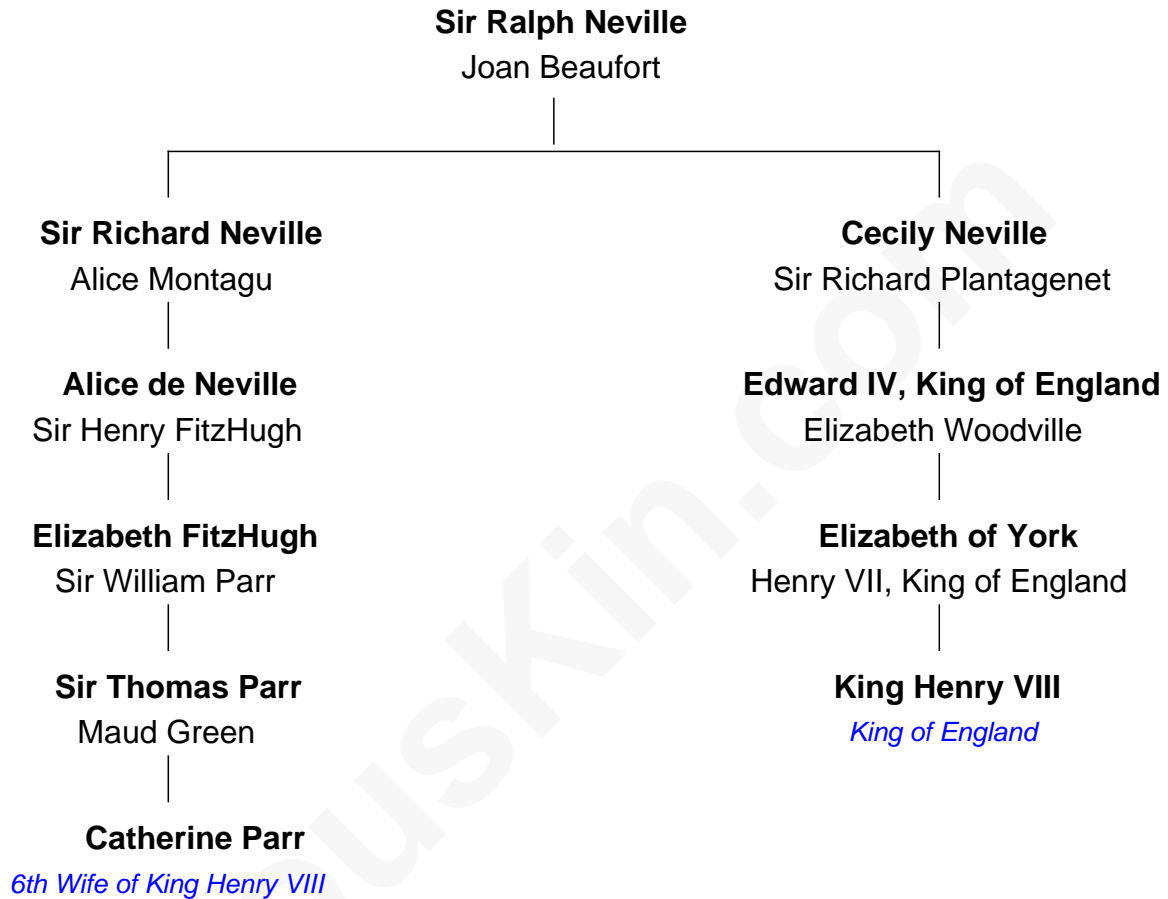 Sir Ralph Neville
Joan Beaufort
Sir Richard Neville
Alice Montagu
Cecily Neville
Sir Richard Plantagenet
Alice de Neville
Sir Henry FitzHugh
Edward IV, King of England
Elizabeth Woodville
Elizabeth FitzHugh
Sir William Parr
Elizabeth of York
Henry VII, King of England
Sir Thomas Parr
Maud Green
King Henry VIII
King of England
Catherine Parr
6th Wife of King Henry VIII
ousKin.com